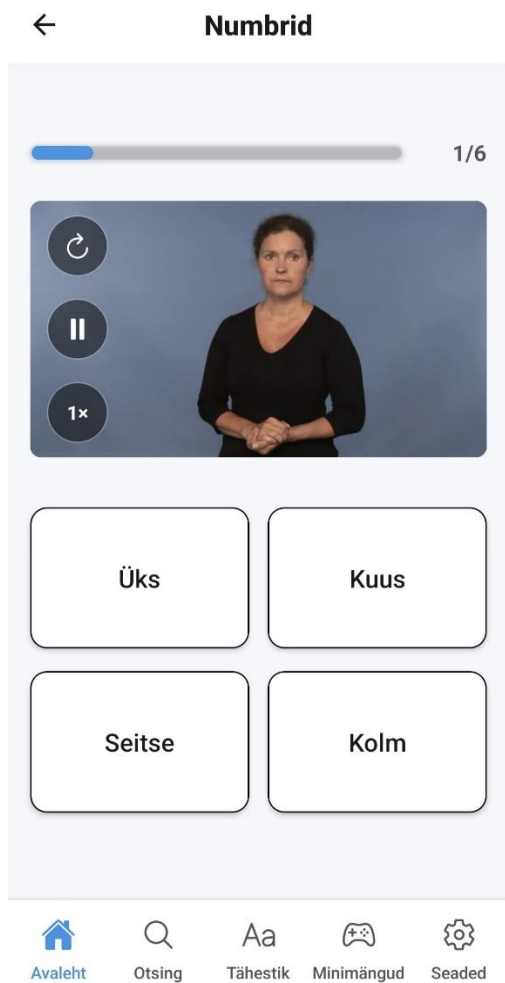 Numbrid
1/6
1×
Üks
Kuus
Seitse
Kolm
Avaleht
Otsing
Aa
Tähestik
Minimängud
Seaded